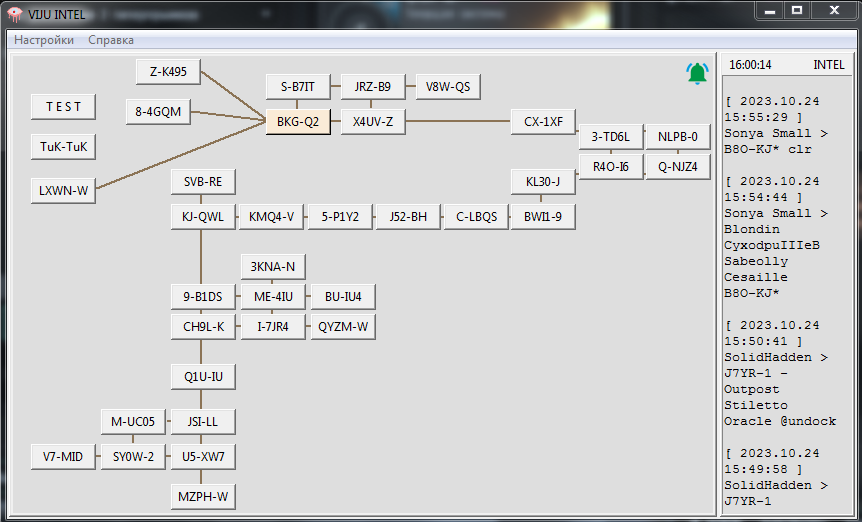 VIJU INTEL
Настройки Справка
Z-K495
S-B7IT JRZ-B9 V8W-QS
T E S T 8-4GQM
BKG-Q2 X4UV-Z CX-1XF
3-TD6L NLPB-0
TuK-TuK
R4O-I6 Q-NJZ4
LXWN-W SVB-RE KL30-J
KJ-QWL KMQ4-V 5-P1Y2 J52-BH C-LBQS BWI1-9
3KNA-N
9-B1DS ME-4IU BU-IU4
CH9L-K I-7JR4 QYZM-W
Q1U-IU
M-UC05 JSI-LL
V7-MID SY0W-2 U5-XW7
MZPH-W
16:00:14 INTEL
[ 2023.10.24
15:55:29 ]
Sonya Small >
B8O-KJ* clr
[ 2023.10.24
15:54:44 ]
Sonya Small >
Blondin
CyxodpuIIIeB
Sabeolly
Cesaille
B8O-KJ*
[ 2023.10.24
15:50:41 ]
SolidHadden >
J7YR-1 -
Outpost
Stiletto
Oracle @undock
[ 2023.10.24
15:49:58 ]
SolidHadden >
J7YR-1